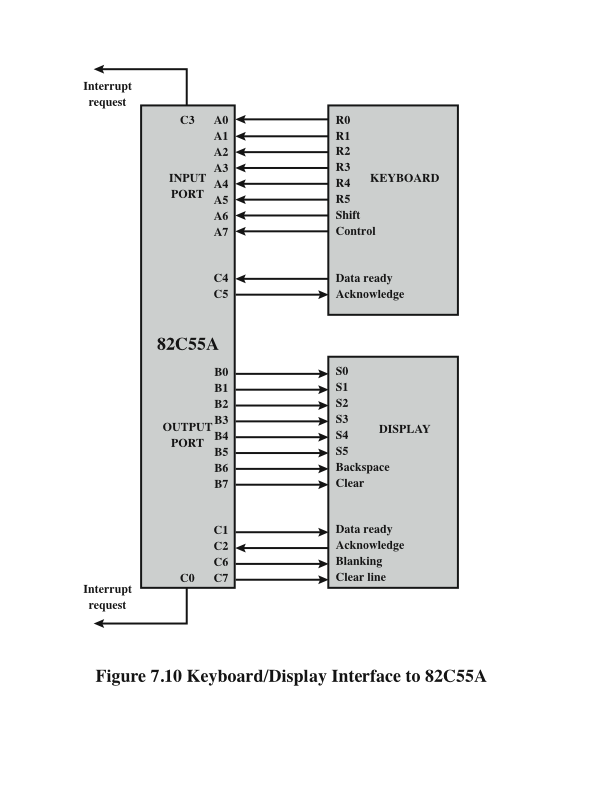 Interrupt
request
C3 A0 R0
A1 R1
A2 R2
A3 R3
INPUT A4 R4 KEYBOARD
PORT A5 R5
A6 Shift
A7 Control
C4 Data ready
C5 Acknowledge
82C55A
B0 S0
B1 S1
B2 S2
B3 S3
OUTPUT B4 S4 DISPLAY
PORT B5 S5
B6 Backspace
B7 Clear
C1 Data ready
C2 Acknowledge
C6 Blanking
C0 C7 Clear line
Interrupt
request
Figure 7.10 Keyboard/Display Interface to 82C55A